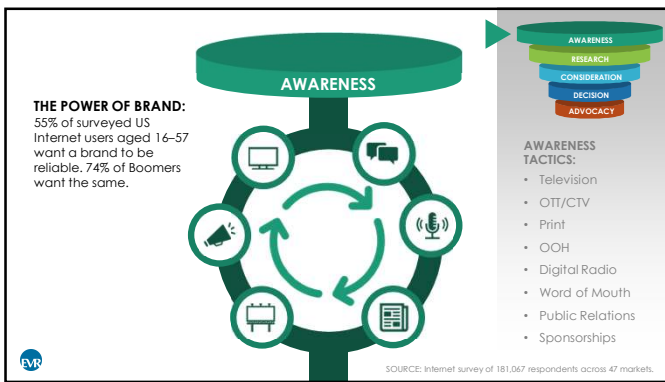 AWARENESS
THE POWER OF BRAND:
55% of surveyed US
Internet users aged 16–57
want a brand to be
reliable. 74% of Boomers
want the same.
AWARENESS
RESEARCH
CONSIDERATION
DECISION
ADVOCACY
AWARENESS
TACTICS:
• Television
• OTT/CTV
• Print
• OOH
• Digital Radio
• Word of Mouth
• Public Relations
• Sponsorships
EVR
SOURCE: Internet survey of 181,067 respondents across 47 markets.